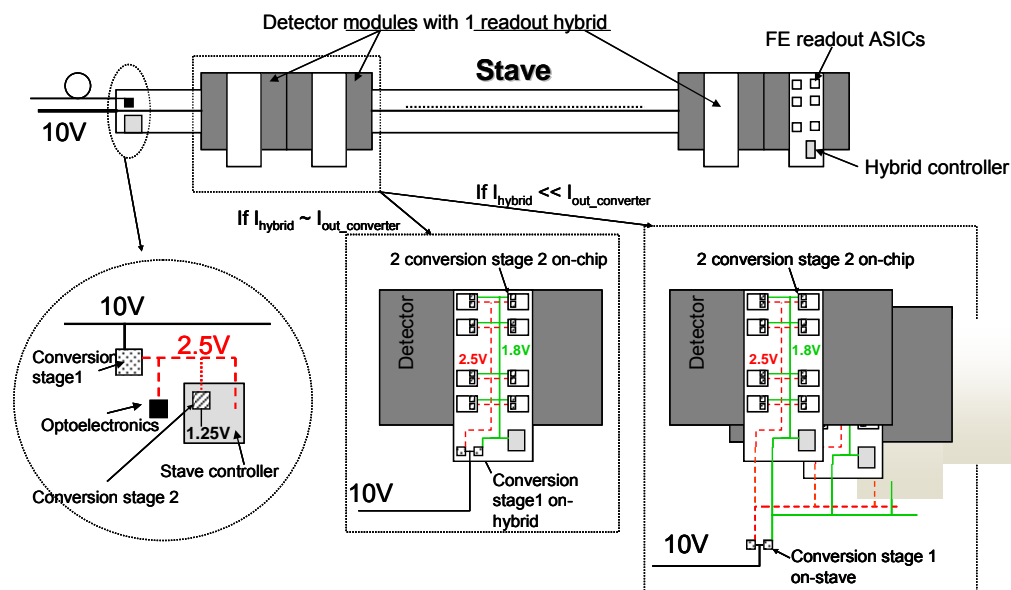 Detector modules with 1 readout hybrid
FE readout ASICs
Stave
10V
Hybrid controller
If Ihybrid ~ Iout_converter
If Ihybrid << Iout_converter
10V
2.5V
Conversion
stage1
Optoelectronics
1.25V
Stave controller
Conversion stage 2
2 conversion stage 2 on-chip
Detector
2.5V
1.8V
10V
Conversion
stage1 on-
hybrid
2 conversion stage 2 on-chip
Detector
2.5V
1.8V
10V
Conversion stage 1
on-stave